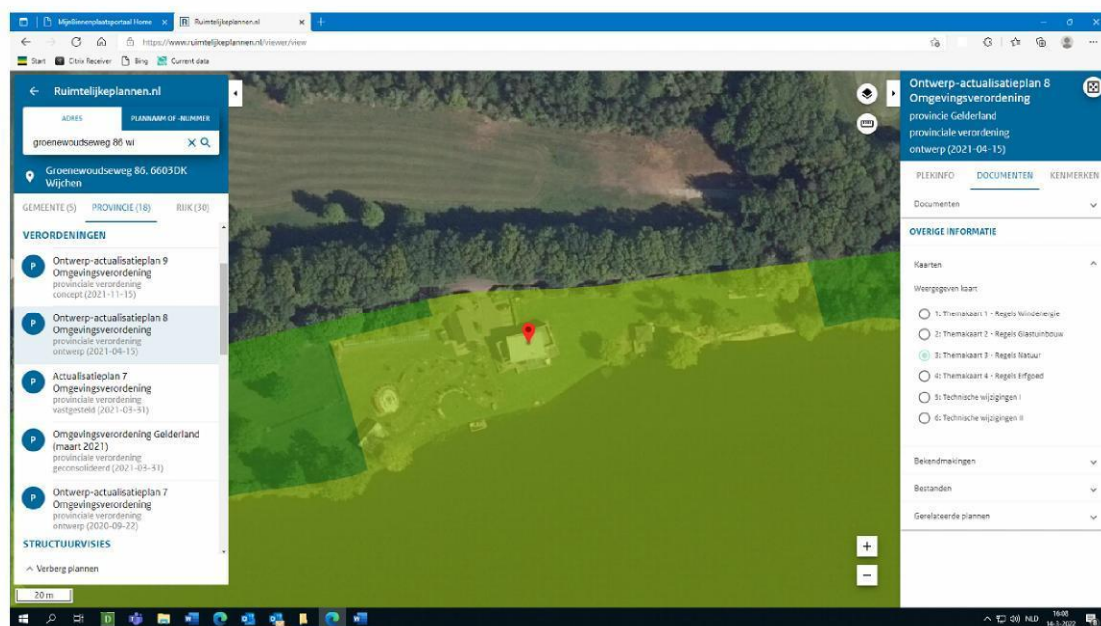 MijnBinnenplaatsportaal Home
Ruimtelijkeplannen.nl
https://www.ruimtelijkeplannen.nl/viewer/view
Start
Citrix Receiver
Bing
Current data
Ruimtelijkeplannen.nl
ADRES
PLANNAAM OF -NUMMER
groenewoudseweg 86 wi
Groenewoudseweg 86, 6603DK
Wijchen
GEMEENTE (5)
PROVINCIE (18)
RIJK (30)
VERORDENINGEN
P
Ontwerp-actualisatieplan 9
Omgevingsverordening
provinciale verordening
concept (2021-11-15)
P
Ontwerp-actualisatieplan 8
Omgevingsverordening
provinciale verordening
ontwerp (2021-04-15)
P
Actualisatieplan 7
Omgevingsverordening
provinciale verordening
vastgesteld (2021-03-31)
P
Omgevingsverordening Gelderland
(maart 2021)
provinciale verordening
geconsolideerd (2021-03-31)
P
Ontwerp-actualisatieplan 7
Omgevingsverordening
provinciale verordening
ontwerp (2020-09-22)
STRUCTUURVISIES
Verberg plannen
20 m
Ontwerp-actualisatieplan 8
Omgevingsverordening
provincie Gelderland
provinciale verordening
ontwerp (2021-04-15)
PLEKINFO
DOCUMENTEN
KENMERKEN
Documenten
OVERIGE INFORMATIE
Kaarten
Weergegeven kaart
1: Themakaart 1 - Regels Windenergie
2: Themakaart 2 - Regels Glastuinbouw
3: Themakaart 3 - Regels Natuur
4: Themakaart 4 - Regels Erfgoed
5: Technische wijzigingen I
6: Technische wijzigingen II
Bekendmakingen
Bestanden
Gerelateerde plannen
NLD
16:08
14-3-2022